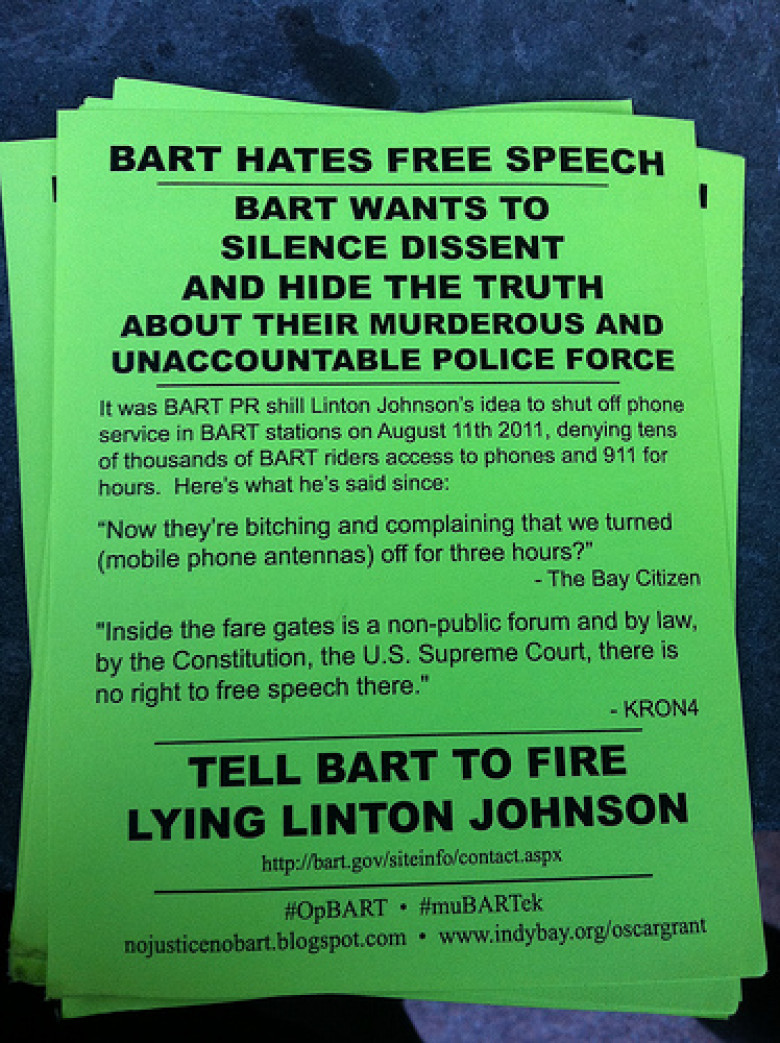 BART HATES FREE SPEECH
BART WANTS TO
SILENCE DISSENT
AND HIDE THE TRUTH
ABOUT THEIR MURDEROUS AND
UNACCOUNTABLE POLICE FORCE
It was BART PR shill Linton Johnson's idea to shut off phone
service in BART stations on August 11th 2011, denying tens
of thousands of BART riders access to phones and 911 for
hours.  Here's what he's said since:
“Now they're bitching and complaining that we turned
(mobile phone antennas) off for three hours?”
- The Bay Citizen
"Inside the fare gates is a non-public forum and by law,
by the Constitution, the U.S. Supreme Court, there is
no right to free speech there."
- KRON4
TELL BART TO FIRE
LYING LINTON JOHNSON
http://bart.gov/siteinfo/contact.aspx
#OpBART • #muBARTek
nojusticenobart.blogspot.com • www.indybay.org/oscargrant